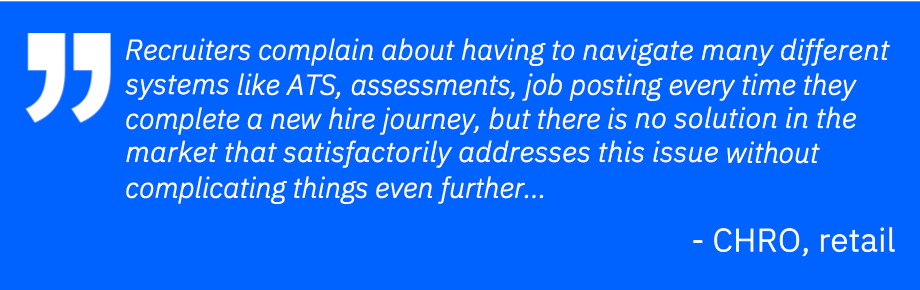 ”
Recruiters complain about having to navigate many different
systems like ATS, assessments, job posting every time they
complete a new hire journey, but there is no solution in the
market that satisfactorily addresses this issue without
complicating things even further...
- CHRO, retail